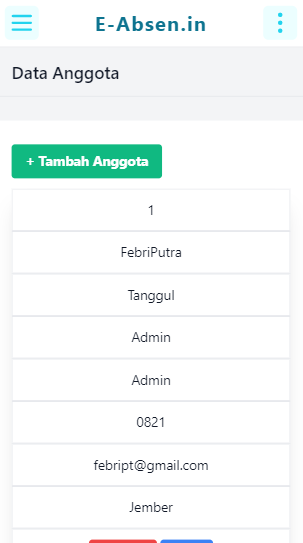 E-Absen.in
Data Anggota
+ Tambah Anggota
1
FebriPutra
Tanggul
Admin
Admin
0821
febript@gmail.com
Jember